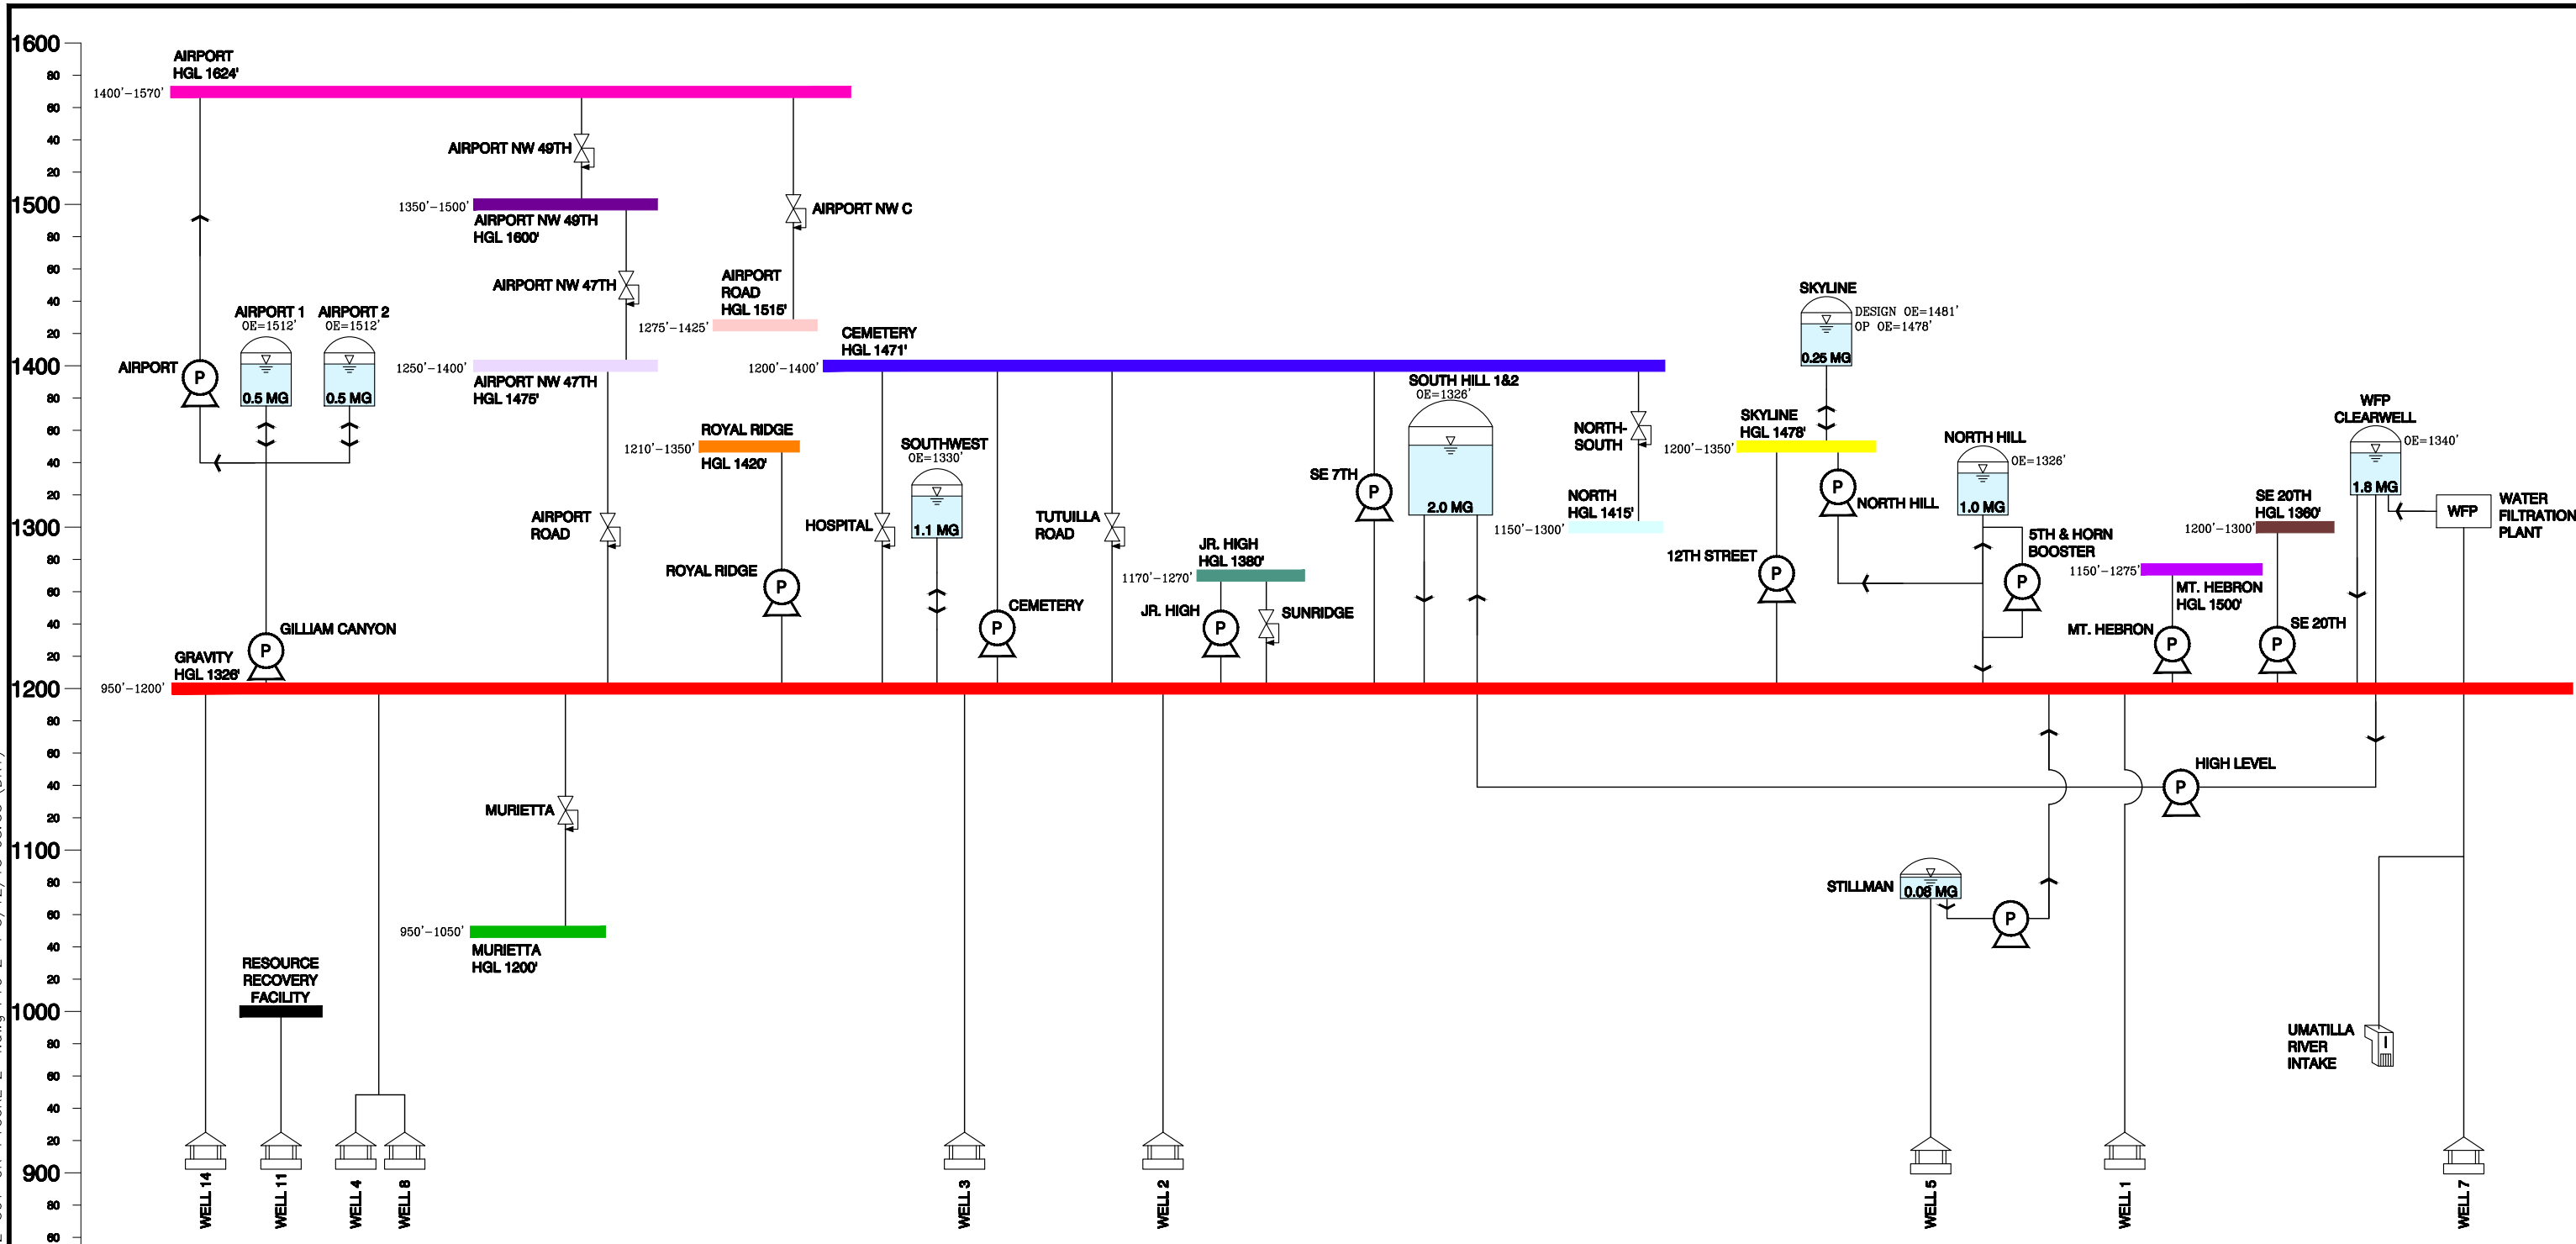 1600
80
60
40
20
1500
80
60
40
20
1400
80
60
40
20
1300
80
60
40
20
1200
80
60
40
20
1100
80
60
40
20
1000
80
60
40
20
900
80
60
AIRPORT
HGL 1624'
1400'-1570'
AIRPORT NW 49TH
1350'-1500'
AIRPORT NW 49TH
HGL 1600'
AIRPORT NW C
AIRPORT NW 47TH
AIRPORT
ROAD
HGL 1515'
1275'-1425'
AIRPORT 1
OE=1512'
0.5 MG
AIRPORT 2
OE=1512'
0.5 MG
AIRPORT
P
1250'-1400'
AIRPORT NW 47TH
HGL 1475'
CEMETERY
HGL 1471'
1200'-1400'
ROYAL RIDGE
1210'-1350'
HGL 1420'
SOUTHWEST
OE=1330'
1.1 MG
AIRPORT
ROAD
HOSPITAL
TUTUILLA
ROAD
ROYAL RIDGE
P
CEMETERY
P
JR. HIGH
HGL 1380'
1170'-1270'
JR. HIGH
P
SUNRIDGE
SE 7TH
P
SOUTH HILL 1&2
OE=1326'
2.0 MG
NORTH-
SOUTH
NORTH
HGL 1415'
1150'-1300'
SKYLINE
DESIGN OE=1481'
OP OE=1478'
0.25 MG
SKYLINE
HGL 1478'
1200'-1350'
P
NORTH HILL
12TH STREET
P
NORTH HILL
OE=1326'
1.0 MG
5TH & HORN
BOOSTER
P
MT. HEBRON
HGL 1500'
1150'-1275'
MT. HEBRON
P
SE 20TH
HGL 1360'
1200'-1300'
SE 20TH
P
WFP
CLEARWELL
OE=1340'
1.8 MG
WFP
WATER
FILTRATION
PLANT
GILLIAM CANYON
P
GRAVITY
HGL 1326'
950'-1200'
MURIETTA
950'-1050'
MURIETTA
HGL 1200'
RESOURCE
RECOVERY
FACILITY
HIGH LEVEL
P
STILLMAN
0.08 MG
P
UMATILLA
RIVER
INTAKE
I
WELL 14
WELL 11
WELL 4
WELL 8
WELL 3
WELL 2
WELL 5
WELL 1
WELL 7